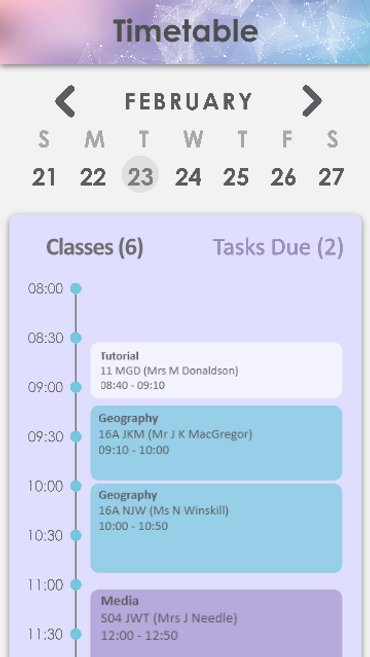 Timetable
FEBRUARY
S M T W T F S
21 22 23 24 25 26 27
Classes (6) Tasks Due (2)
08:00
08:30
Tutorial
11 MGD (Mrs M Donaldson)
08:40 - 09:10
09:00
Geography
16A JKM (Mr J K MacGregor)
09:10 - 10:00
09:30
10:00
Geography
16A NJW (Ms N Winskill)
10:00 - 10:50
10:30
11:00
Media
S04 JWT (Mrs J Needle)
12:00 - 12:50
11:30